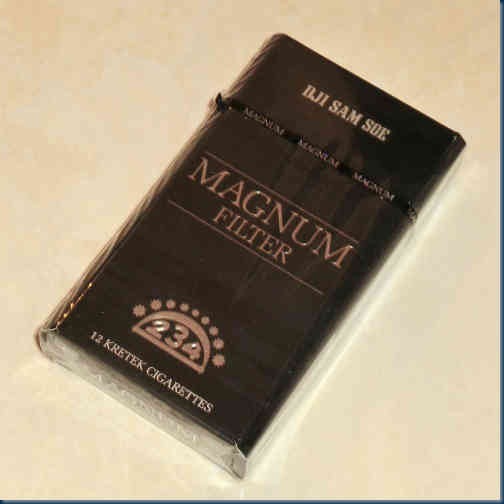 DJI SAM SOE
MAGNUM MAGNUM MAGNUM
MAGNUM
FILTER
234
12 KRETEK CIGARETTES
MAGNUM